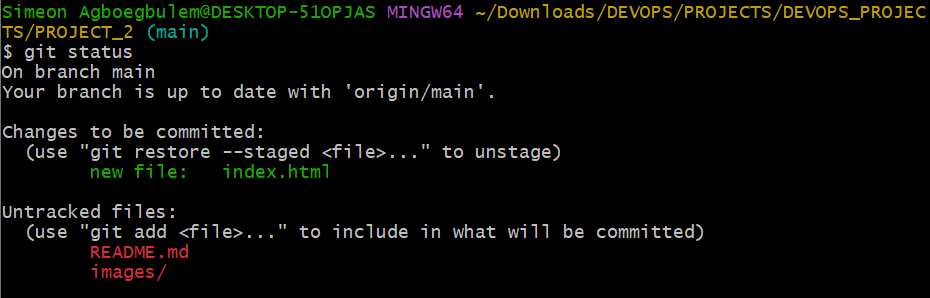 Simeon Agboegbulem@DESKTOP-51OPJAS MINGW64 ~/Downloads/DEVOPS/PROJECTS/DEVOPS_PROJEC
TS/PROJECT_2 (main)
$ git status
On branch main
Your branch is up to date with 'origin/main'.

Changes to be committed:
  (use "git restore --staged <file>..." to unstage)
        new file:   index.html

Untracked files:
  (use "git add <file>..." to include in what will be committed)
        README.md
        images/